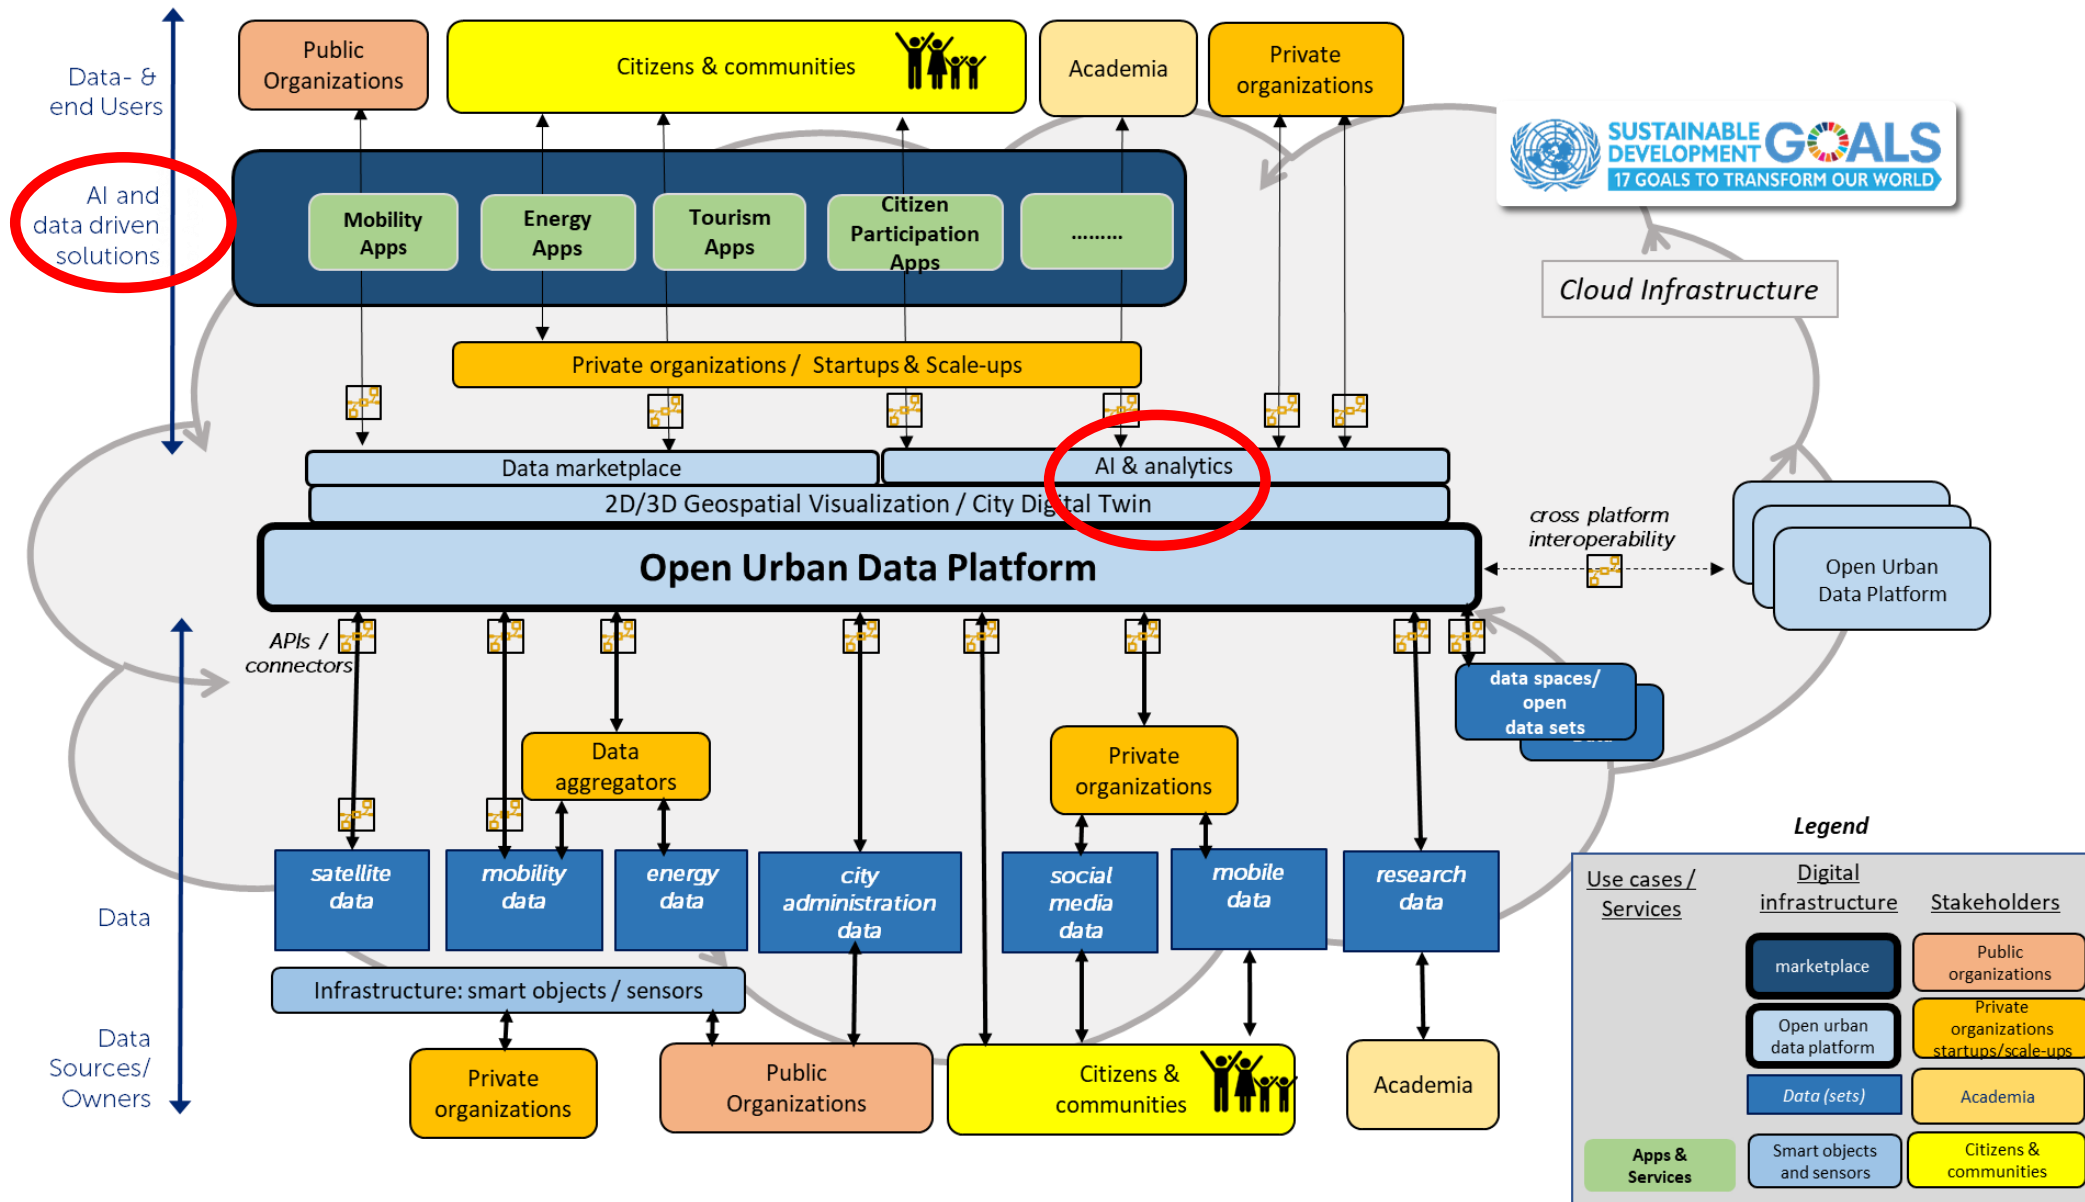 Public
Organizations
Citizens & communities
Academia
Private
organizations
Data- &
end Users
SUSTAINABLE
DEVELOPMENT GOALS
17 GOALS TO TRANSFORM OUR WORLD
AI and
data driven
solutions
Mobility
Apps
Energy
Apps
Tourism
Apps
Citizen
Participation
Apps
.........
Cloud Infrastructure
Private organizations / Startups & Scale-ups
Data marketplace
AI & analytics
2D/3D Geospatial Visualization / City Digital Twin
Open Urban Data Platform
cross platform
interoperability
Open Urban
Data Platform
APIs /
connectors
data spaces/
open
data sets
Data
aggregators
Private
organizations
Data
satellite
data
mobility
data
energy
data
city
administration
data
social
media
data
mobile
data
research
data
Infrastructure: smart objects / sensors
Data
Sources/
Owners
Private
organizations
Public
Organizations
Citizens &
communities
Academia
Legend
Use cases /
Services
Digital
infrastructure
Stakeholders
marketplace
Public
organizations
Open urban
data platform
Private
organizations
startups/scale-ups
Data (sets)
Academia
Apps &
Services
Smart objects
and sensors
Citizens &
communities